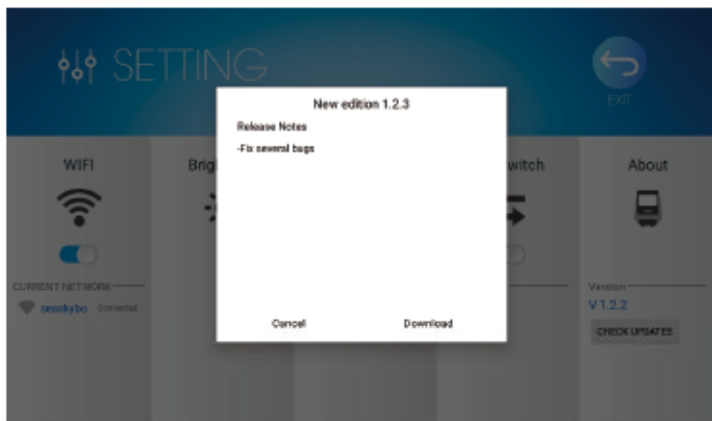 SETTING
EXIT
New edition 1.2.3
Release Notes
-Fix several bugs
Cancel
Download
WIFI
Brig
witch
About
CURRENT NETWORK
Connected
Version
V 1.2.2
CHECK UPDATES